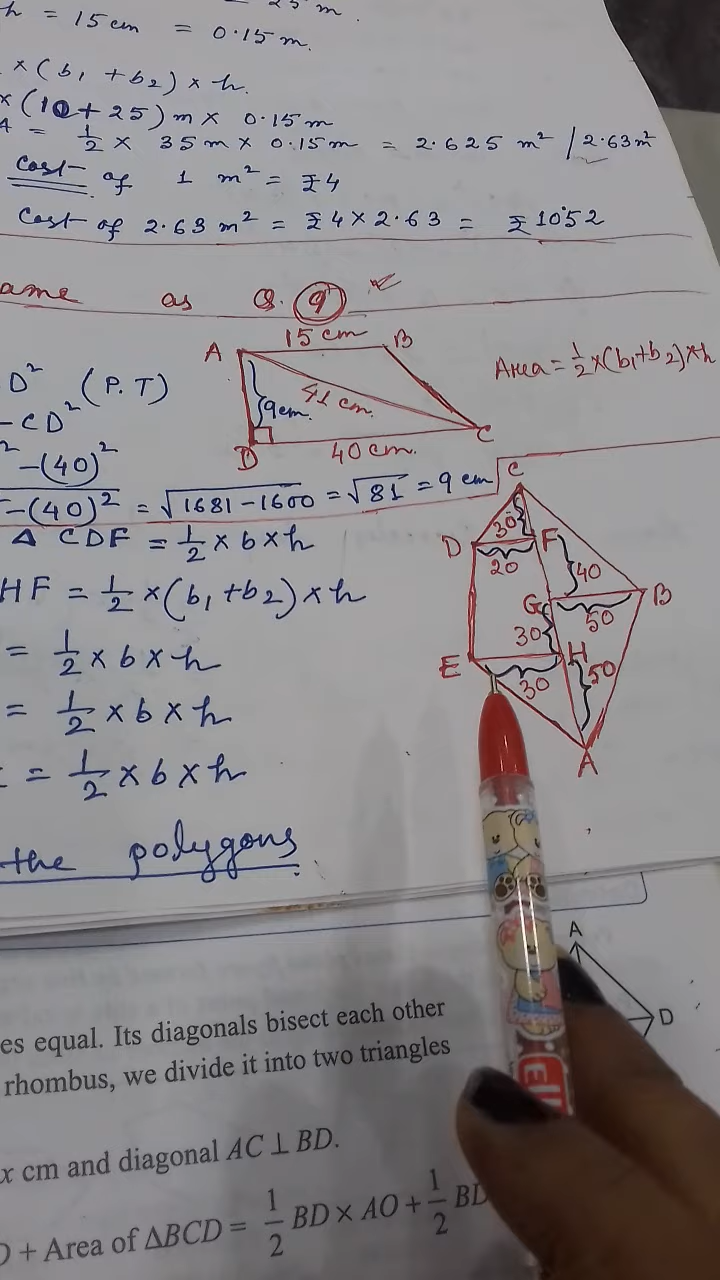 h = 15 cm = 0.15 m.
× (b₁ + b₂) × h.
× (10 + 25) m × 0.15 m
A = 1/2 × 35 m × 0.15 m = 2.625 m² / 2.63 m²
Cost of 1 m² = ₹4
Cost of 2.63 m² = ₹4 × 2.63 = ₹10.52
ame as Q. 9
A 15 cm B
D² (P.T)
Area = 1/2 × (b₁ + b₂) × h
- CD²
9 cm. 41 cm.
² - (40)²
D 40 cm. C
- (40)² = √1681 - 1600 = √81 = 9 cm
Δ CDF = 1/2 × b × h
HF = 1/2 × (b₁ + b₂) × h
= 1/2 × b × h
= 1/2 × b × h
= 1/2 × b × h
C
30
D F
20 40
G B
50
30
E H
30 50
A
the polygons
A
D
es equal. Its diagonals bisect each other
rhombus, we divide it into two triangles
x cm and diagonal AC ⊥ BD.
+ Area of ΔBCD = 1/2 BD × AO + 1/2 BD